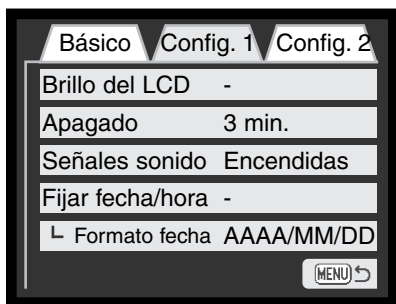 Básico Config. 1 Config. 2
Brillo del LCD -
Apagado 3 min.
Señales sonido Encendidas
Fijar fecha/hora -
Formato fecha AAAA/MM/DD
MENU